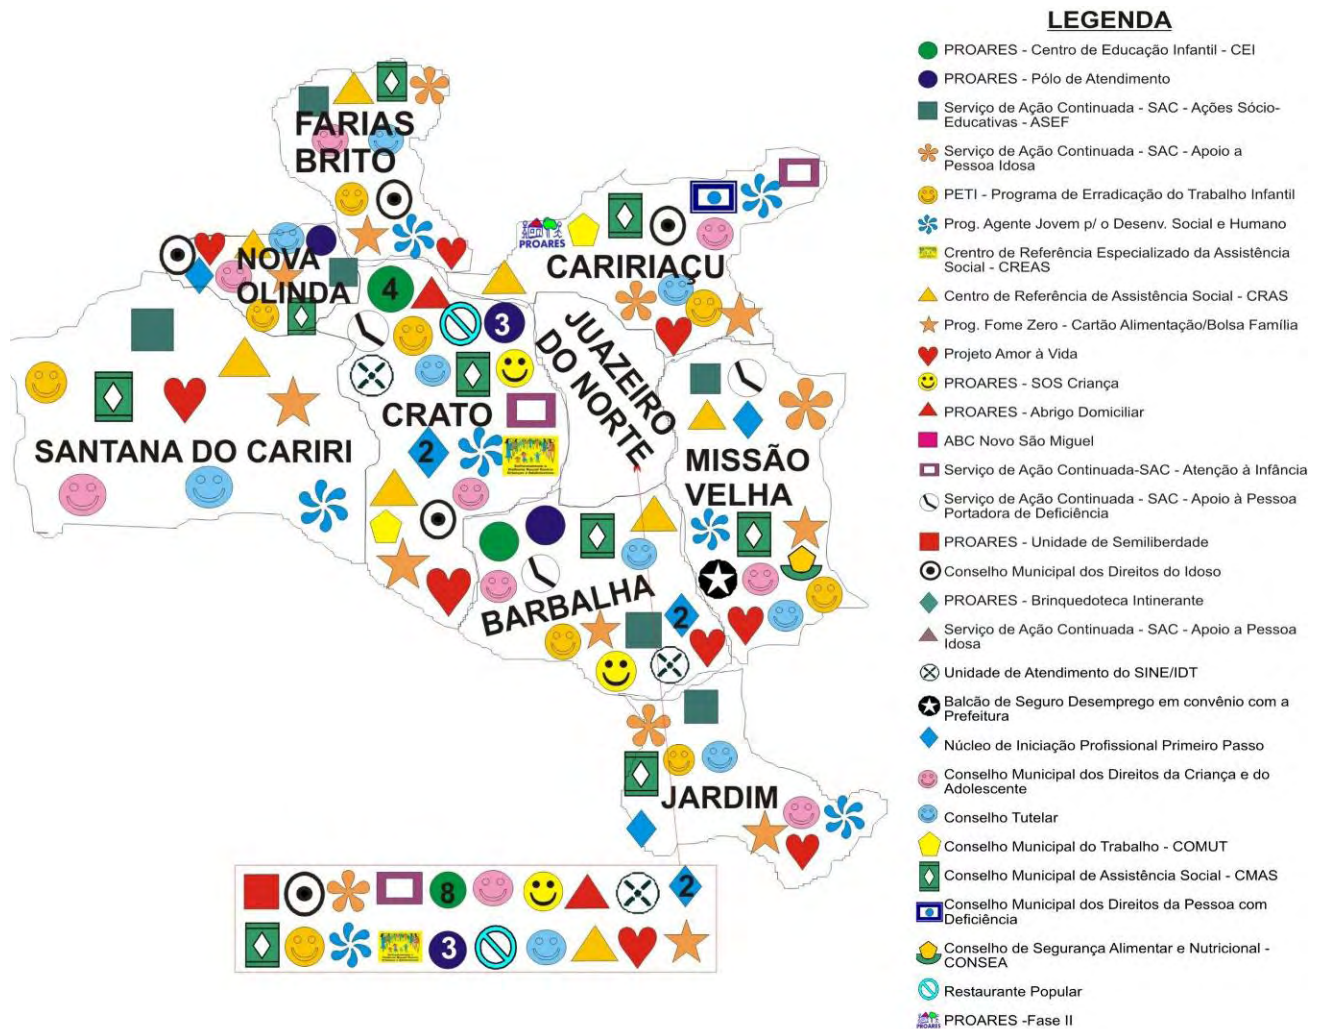 LEGENDA
PROARES - Centro de Educação Infantil - CEI
PROARES - Pólo de Atendimento
Serviço de Ação Continuada - SAC - Ações Sócio-
Educativas - ASEF
Serviço de Ação Continuada - SAC - Apoio a
Pessoa Idosa
PETI - Programa de Erradicação do Trabalho Infantil
Prog. Agente Jovem p/ o Desenv. Social e Humano
Centro de Referência Especializado da Assistência
Social - CREAS
Centro de Referência de Assistência Social - CRAS
Prog. Fome Zero - Cartão Alimentação/Bolsa Família
Projeto Amor à Vida
PROARES - SOS Criança
PROARES - Abrigo Domiciliar
ABC Novo São Miguel
Serviço de Ação Continuada-SAC - Atenção à Infância
Serviço de Ação Continuada - SAC - Apoio à Pessoa
Portadora de Deficiência
PROARES - Unidade de Semiliberdade
Conselho Municipal dos Direitos do Idoso
PROARES - Brinquedoteca Intinerante
Serviço de Ação Continuada - SAC - Apoio a Pessoa
Idosa
Unidade de Atendimento do SINE/IDT
Balcão de Seguro Desemprego em convênio com a
Prefeitura
Núcleo de Iniciação Profissional Primeiro Passo
Conselho Municipal dos Direitos da Criança e do
Adolescente
Conselho Tutelar
Conselho Municipal do Trabalho - COMUT
Conselho Municipal de Assistência Social - CMAS
Conselho Municipal dos Direitos da Pessoa com
Deficiência
Conselho de Segurança Alimentar e Nutricional -
CONSEA
Restaurante Popular
PROARES
PROARES -Fase II
FARIAS
BRITO
NOVA
OLINDA
PROARES
CARIRIAÇU
4
3
JUAZEIRO
DO NORTE
CRATO
2
SANTANA DO CARIRI
MISSÃO
VELHA
BARBALHA
2
JARDIM
8
2
3